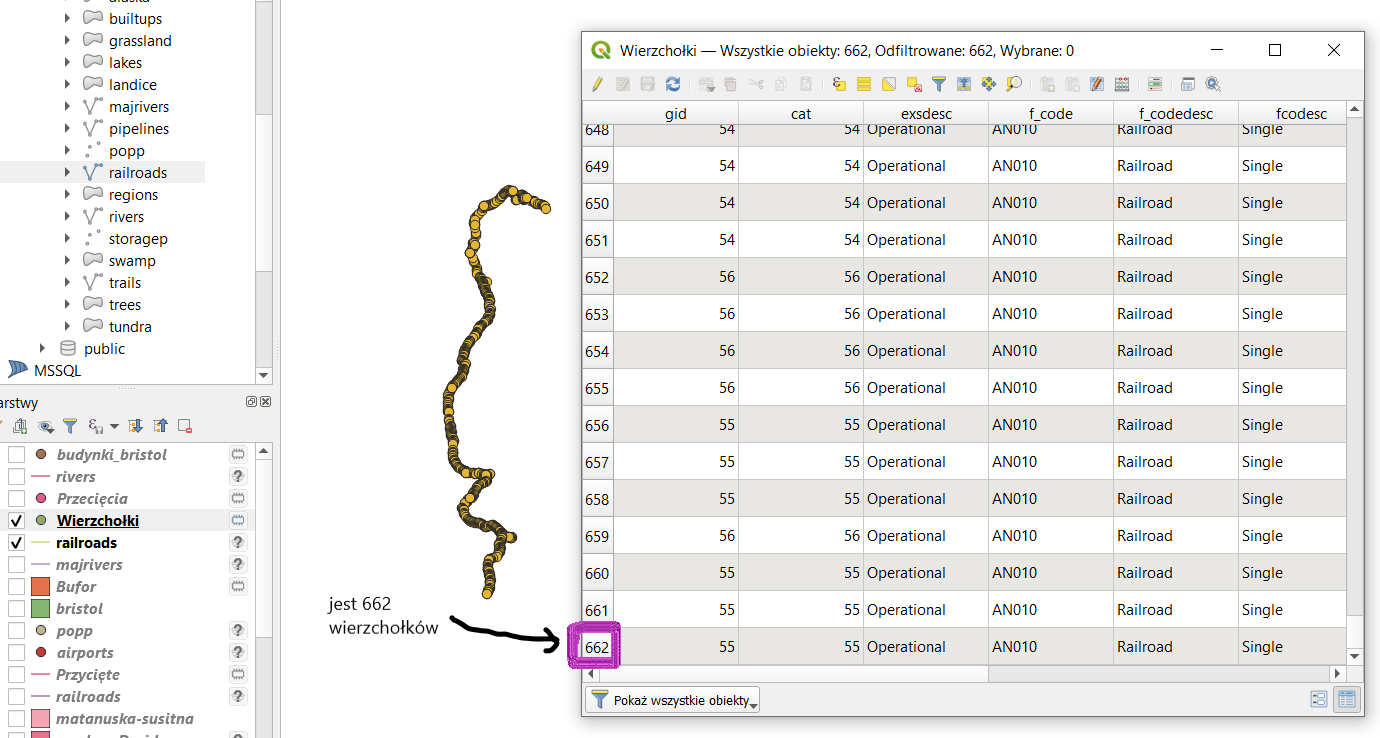 builtups
grassland
lakes
landice
majrivers
pipelines
popp
railroads
regions
rivers
storagep
swamp
trails
trees
tundra
public
MSSQL
arstwy
budynki_bristol
rivers
Przecięcia
Wierzchołki
railroads
majrivers
Bufor
bristol
popp
airports
Przycięte
railroads
matanuska-susitna
jest 662
wierzchołków
Wierzchołki — Wszystkie obiekty: 662, Odfiltrowane: 662, Wybrane: 0
gid cat exsdesc f_code f_codedesc fcodesc
648 54 54 Operational AN010 Railroad Single
649 54 54 Operational AN010 Railroad Single
650 54 54 Operational AN010 Railroad Single
651 54 54 Operational AN010 Railroad Single
652 56 56 Operational AN010 Railroad Single
653 56 56 Operational AN010 Railroad Single
654 56 56 Operational AN010 Railroad Single
655 56 56 Operational AN010 Railroad Single
656 55 55 Operational AN010 Railroad Single
657 55 55 Operational AN010 Railroad Single
658 55 55 Operational AN010 Railroad Single
659 56 56 Operational AN010 Railroad Single
660 55 55 Operational AN010 Railroad Single
661 55 55 Operational AN010 Railroad Single
662 55 55 Operational AN010 Railroad Single
Pokaż wszystkie obiekty